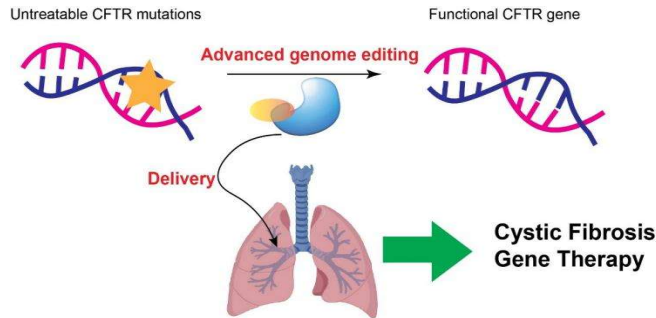 Untreatable CFTR mutations
Functional CFTR gene
Advanced genome editing
Delivery
Cystic Fibrosis
Gene Therapy